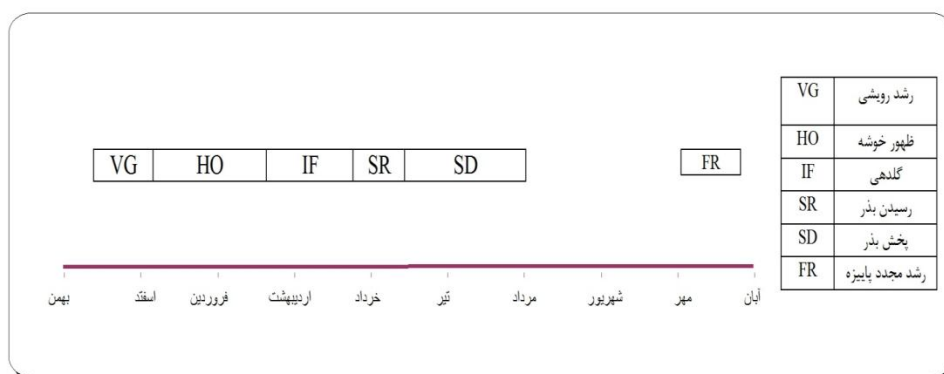 VG HO IF SR SD FR
بهمن اسفند فروردین اردیبهشت خرداد تیر مرداد شهریور مهر آبان
VG رشد رویشی
HO ظهور خوشه
IF گلدهی
SR رسیدن بذر
SD پخش بذر
FR رشد مجدد پاییزه